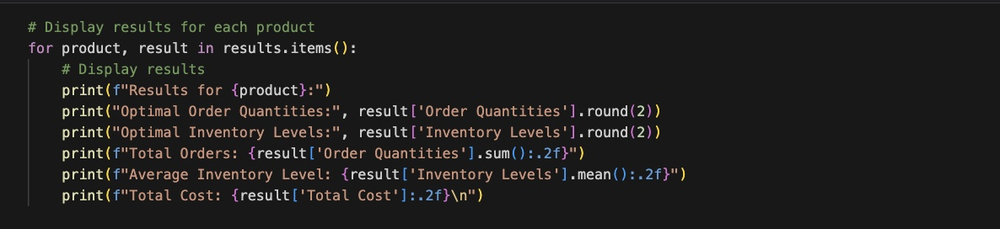 # Display results for each product
for product, result in results.items():
    # Display results
    print(f"Results for {product}:")
    print("Optimal Order Quantities:", result['Order Quantities'].round(2))
    print("Optimal Inventory Levels:", result['Inventory Levels'].round(2))
    print(f"Total Orders: {result['Order Quantities'].sum():.2f}")
    print(f"Average Inventory Level: {result['Inventory Levels'].mean():.2f}")
    print(f"Total Cost: {result['Total Cost']:.2f}\n")